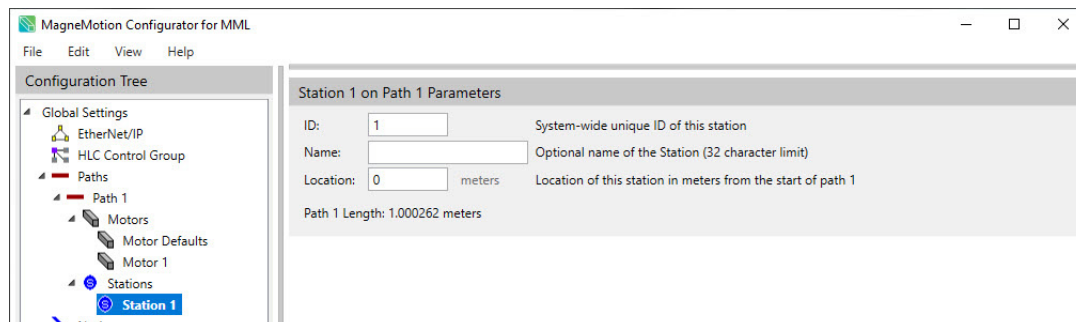 MagneMotion Configurator for MML
File Edit View Help
Configuration Tree
Global Settings
EtherNet/IP
HLC Control Group
Paths
Path 1
Motors
Motor Defaults
Motor 1
Stations
Station 1
Station 1 on Path 1 Parameters
ID: 1 System-wide unique ID of this station
Name: Optional name of the Station (32 character limit)
Location: 0 meters Location of this station in meters from the start of path 1
Path 1 Length: 1.000262 meters